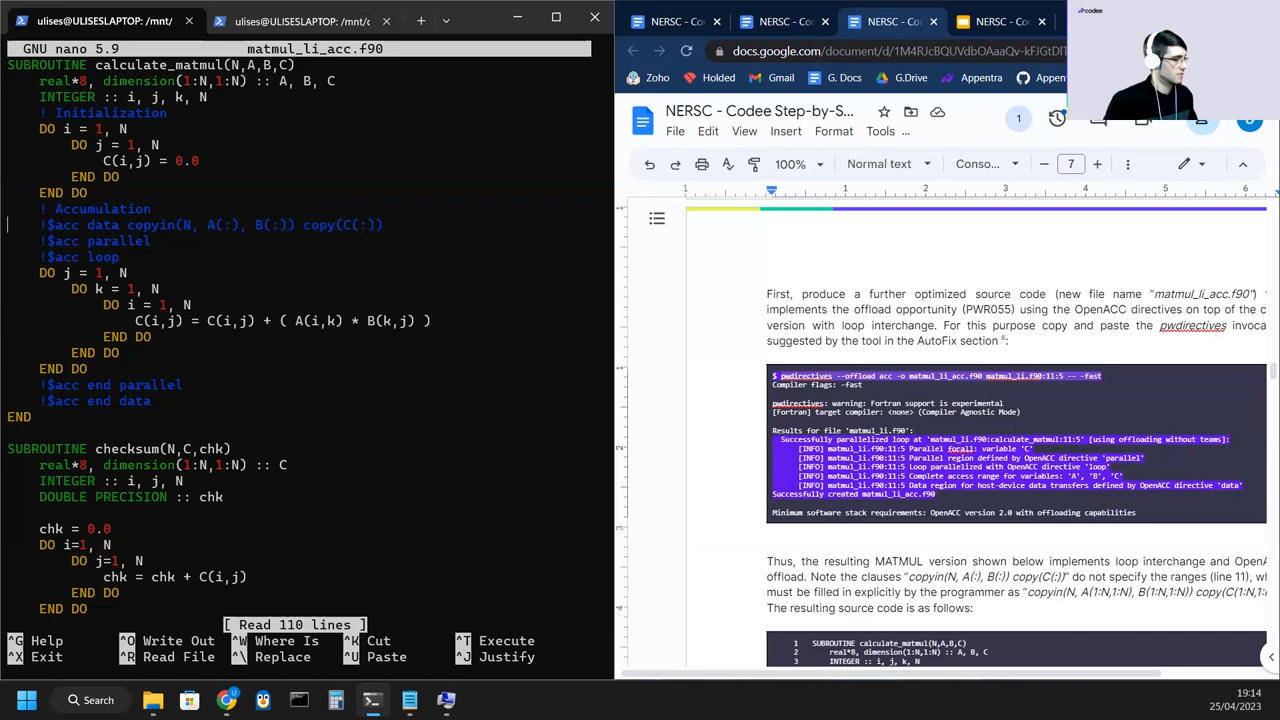 ulises@ULISESLAPTOP: /mnt/
ulises@ULISESLAPTOP: /mnt/c
GNU nano 5.9
matmul_li_acc.f90
SUBROUTINE calculate_matmul(N,A,B,C)
real*8, dimension(1:N,1:N) :: A, B, C
INTEGER :: i, j, k, N
! Initialization
DO i = 1, N
DO j = 1, N
C(i,j) = 0.0
END DO
END DO
! Accumulation
!$acc data copyin(N, A(:), B(:)) copy(C(:))
!$acc parallel
!$acc loop
DO j = 1, N
DO k = 1, N
DO i = 1, N
C(i,j) = C(i,j) + ( A(i,k) * B(k,j) )
END DO
END DO
END DO
!$acc end parallel
!$acc end data
END
SUBROUTINE checksum(N,C,chk)
real*8, dimension(1:N,1:N) :: C
INTEGER :: i, j, N
DOUBLE PRECISION :: chk
chk = 0.0
DO i=1, N
DO j=1, N
chk = chk + C(i,j)
END DO
END DO
[ Read 110 lines ]
^G Help ^O Write Out ^W Where Is ^K Cut ^T Execute
^X Exit ^R Read File ^\ Replace ^U Paste ^J Justify
NERSC - Co
NERSC - Co
NERSC - Co
NERSC - Co
codee
docs.google.com/document/d/1M4RJcBQUVdbOAaaQv-kFJGtDlT
Zoho
Holded
Gmail
G. Docs
G.Drive
Appentra
Appentr
NERSC - Codee Step-by-S...
File Edit View Insert Format Tools ...
1
100%
Normal text
Conso...
7
1 1 2 3 4 5 6
First, produce a further optimized source code (new file name "matmul_li_acc.f90")
implements the offload opportunity (PWR055) using the OpenACC directives on top of the
version with loop interchange. For this purpose copy and paste the pwdirectives invoca
suggested by the tool in the AutoFix section 6:
$ pwdirectives --offload acc -o matmul_li_acc.f90 matmul_li.f90:11:5 -- -fast
Compiler flags: -fast
pwdirectives: warning: Fortran support is experimental
[fortran] target compiler: <none> (Compiler Agnostic Mode)
Results for file 'matmul_li.f90':
Successfully parallelized loop at 'matmul_li.f90:calculate_matmul:11:5' [using offloading without teams]:
[INFO] matmul_li.f90:11:5 Parallel forall: variable 'C'
[INFO] matmul_li.f90:11:5 Parallel region defined by OpenACC directive 'parallel'
[INFO] matmul_li.f90:11:5 Loop parallelized with OpenACC directive 'loop'
[INFO] matmul_li.f90:11:5 Complete access range for variables: 'A', 'B', 'C'
[INFO] matmul_li.f90:11:5 Data region for host-device data transfers defined by OpenACC directive 'data'
Successfully created matmul_li_acc.f90
Minimum software stack requirements: OpenACC version 2.0 with offloading capabilities
Thus, the resulting MATMUL version shown below implements loop interchange and OpenA
offload. Note the clauses "copyin(N, A(:), B(:)) copy(C(:))" do not specify the ranges (line 11),
must be filled in explicitly by the programmer as "copyin(N, A(1:N,1:N), B(1:N,1:N)) copy(C(1:N,1:N
The resulting source code is as follows:
1 SUBROUTINE calculate_matmul(N,A,B,C)
2 real*8, dimension(1:N,1:N) :: A, B, C
3 INTEGER :: i, j, k, N
Search
19:14
25/04/2023